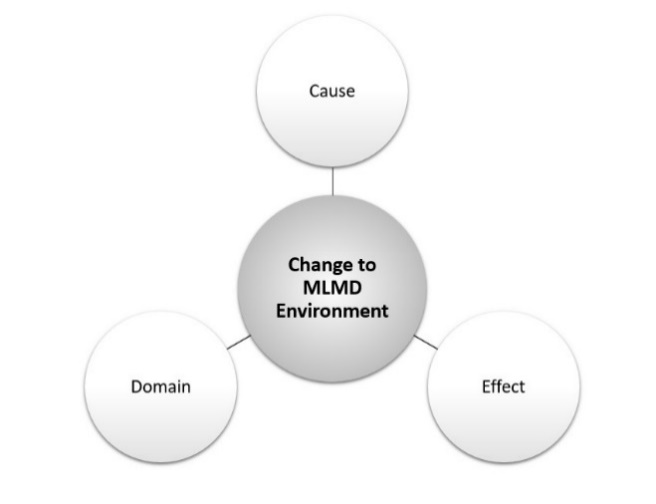 Cause
Change to
MLMD
Environment
Domain
Effect